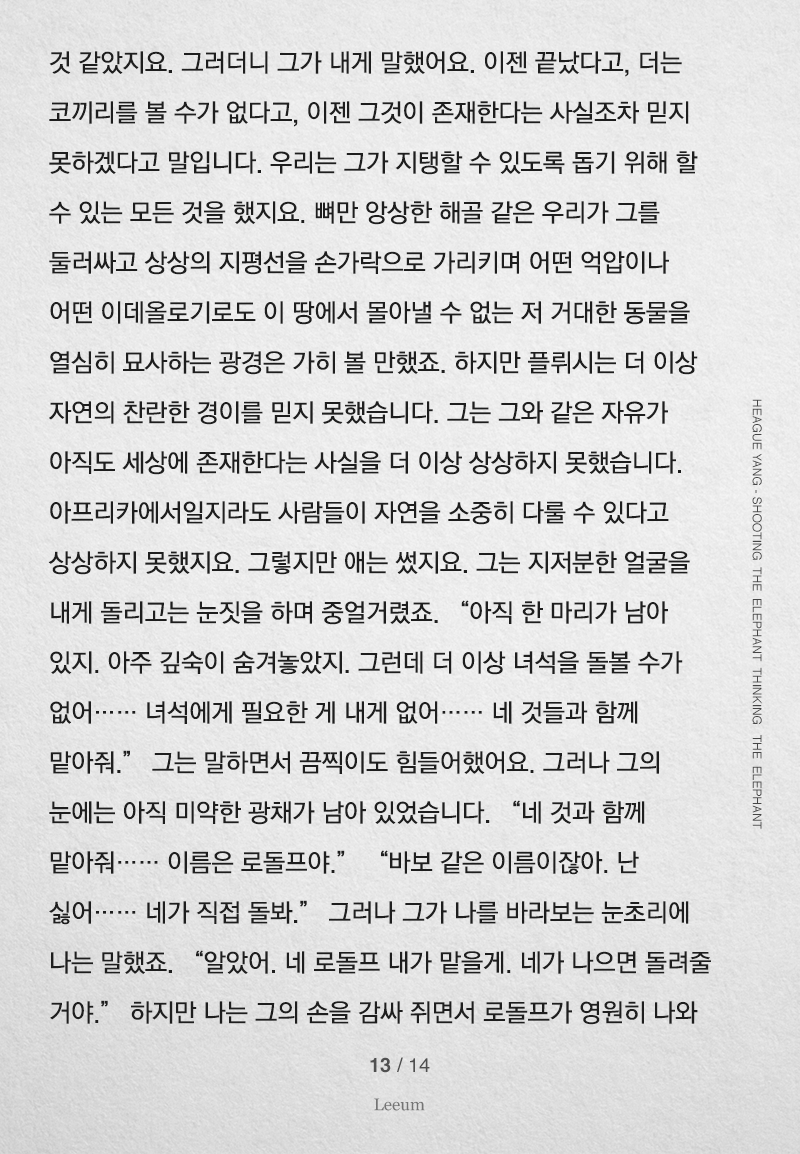 것 같았지요. 그러더니 그가 내게 말했어요. 이젠 끝났다고, 더는
코끼리를 볼 수가 없다고, 이젠 그것이 존재한다는 사실조차 믿지
못하겠다고 말입니다. 우리는 그가 지탱할 수 있도록 돕기 위해 할
수 있는 모든 것을 했지요. 뼈만 앙상한 해골 같은 우리가 그를
둘러싸고 상상의 지평선을 손가락으로 가리키며 어떤 억압이나
어떤 이데올로기로도 이 땅에서 몰아낼 수 없는 저 거대한 동물을
열심히 묘사하는 광경은 가히 볼 만했죠. 하지만 플뤼시는 더 이상
자연의 찬란한 경이를 믿지 못했습니다. 그는 그와 같은 자유가
아직도 세상에 존재한다는 사실을 더 이상 상상하지 못했습니다.
아프리카에서일지라도 사람들이 자연을 소중히 다룰 수 있다고
상상하지 못했지요. 그렇지만 애는 썼지요. 그는 지저분한 얼굴을
내게 돌리고는 눈짓을 하며 중얼거렸죠. “아직 한 마리가 남아
있지. 아주 깊숙이 숨겨놓았지. 그런데 더 이상 녀석을 돌볼 수가
없어…… 녀석에게 필요한 게 내게 없어…… 네 것들과 함께
맡아줘.” 그는 말하면서 끔찍이도 힘들어했어요. 그러나 그의
눈에는 아직 미약한 광채가 남아 있었습니다. “네 것과 함께
맡아줘…… 이름은 로돌프야.” “바보 같은 이름이잖아. 난
싫어…… 네가 직접 돌봐.” 그러나 그가 나를 바라보는 눈초리에
나는 말했죠. “알았어. 네 로돌프 내가 맡을게. 네가 나으면 돌려줄
거야.” 하지만 나는 그의 손을 감싸 쥐면서 로돌프가 영원히 나와
HEAGUE YANG - SHOOTING THE ELEPHANT THINKING THE ELEPHANT
13 / 14
Leeum